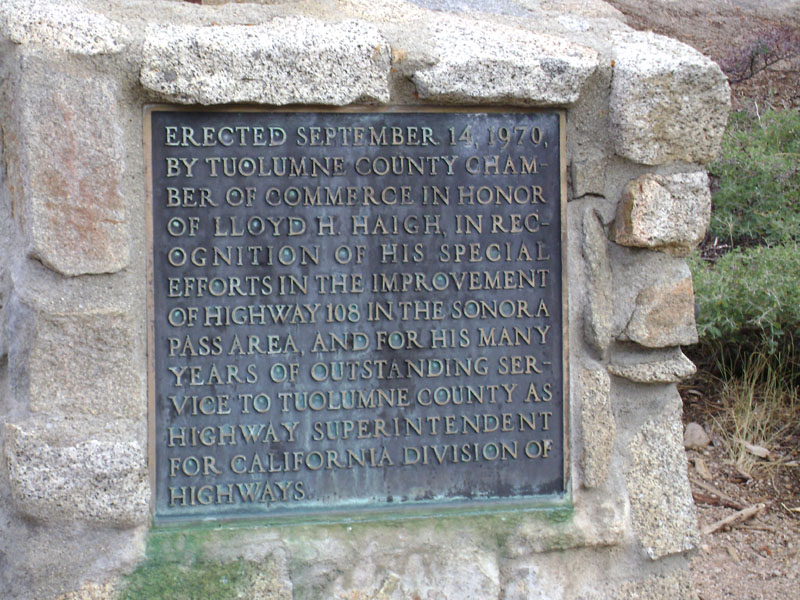 ERECTED SEPTEMBER 14, 1970,
BY TUOLUMNE COUNTY CHAM-
BER OF COMMERCE IN HONOR
OF LLOYD H. HAIGH, IN REC-
OGNITION OF HIS SPECIAL
EFFORTS IN THE IMPROVEMENT
OF HIGHWAY 108 IN THE SONORA
PASS AREA, AND FOR HIS MANY
YEARS OF OUTSTANDING SER-
VICE TO TUOLUMNE COUNTY AS
HIGHWAY SUPERINTENDENT
FOR CALIFORNIA DIVISION OF
HIGHWAYS.